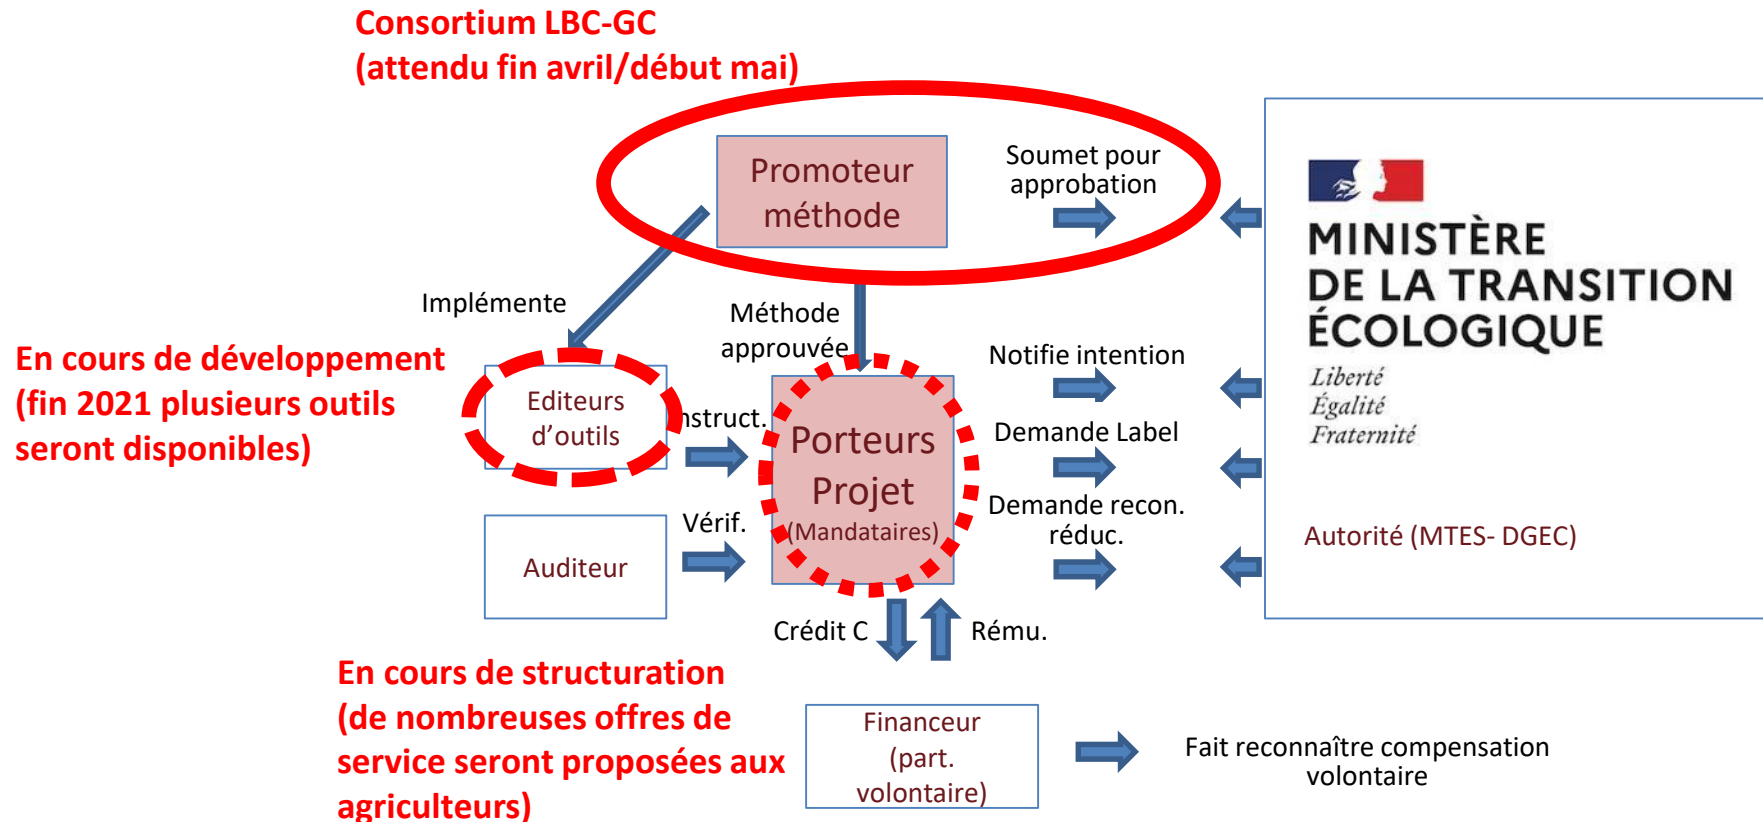 Consortium LBC-GC
(attendu fin avril/début mai)
Promoteur
méthode
Soumet pour
approbation
MINISTÈRE
DE LA TRANSITION
ÉCOLOGIQUE
Liberté
Égalité
Fraternité
Autorité (MTES- DGEC)
Implémente
Méthode
approuvée
En cours de développement
(fin 2021 plusieurs outils
seront disponibles)
Editeurs
d’outils
nstruct.
Porteurs
Projet
(Mandataires)
Notifie intention
Demande Label
Demande recon.
réduc.
Auditeur
Vérif.
Crédit C
Rému.
En cours de structuration
(de nombreuses offres de
service seront proposées aux
agriculteurs)
Financeur
(part.
volontaire)
Fait reconnaître compensation
volontaire